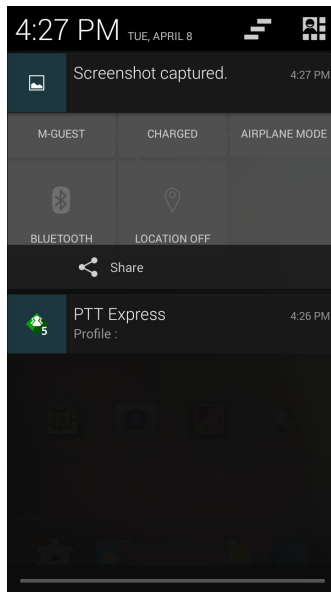 4:27 PM TUE, APRIL 8
Screenshot captured. 4:27 PM
M-GUEST CHARGED AIRPLANE MODE
BLUETOOTH LOCATION OFF
Share
PTT Express 4:26 PM
5 Profile :